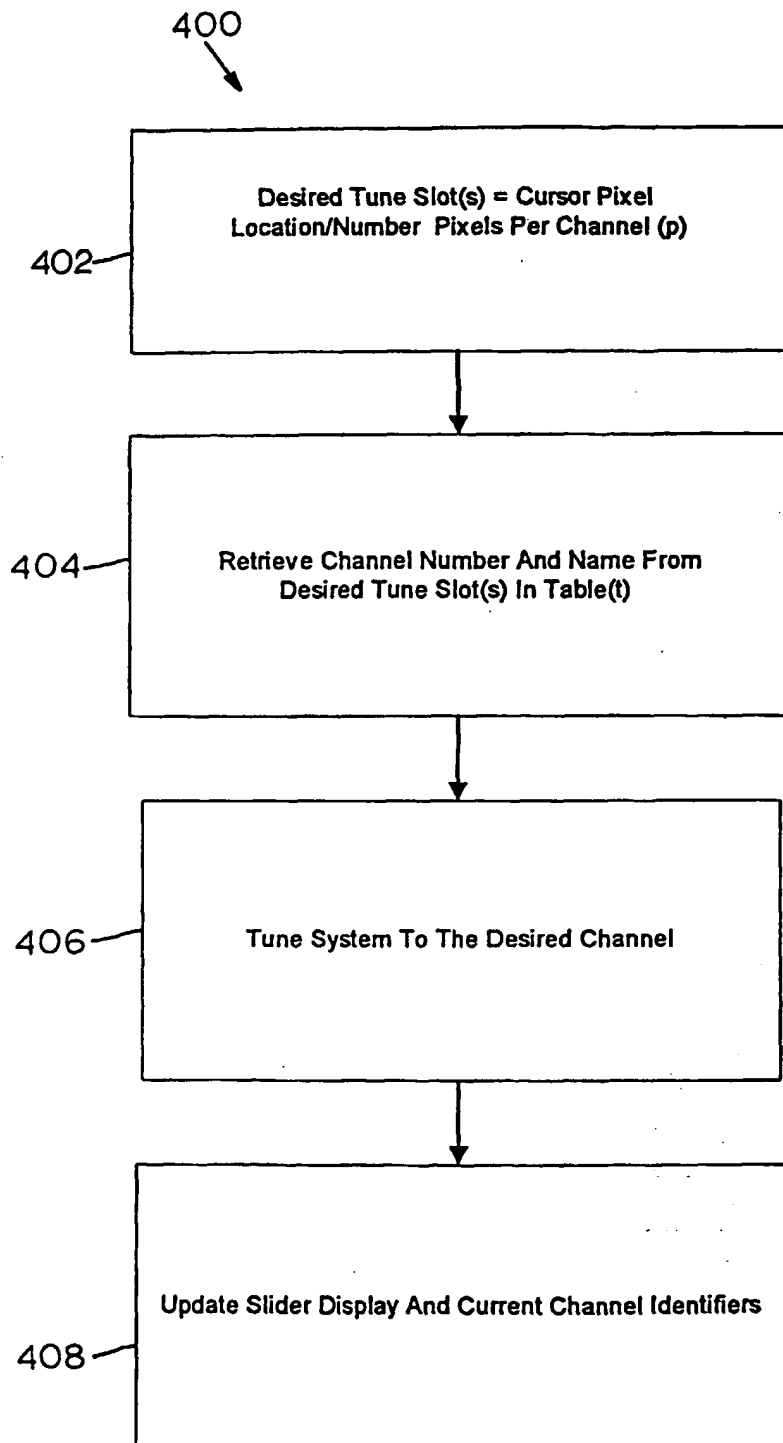 400
Desired Tune Slot(s) = Cursor Pixel
Location/Number Pixels Per Channel (p)
402
Retrieve Channel Number And Name From
Desired Tune Slot(s) In Table(t)
404
Tune System To The Desired Channel
406
Update Slider Display And Current Channel Identifiers
408